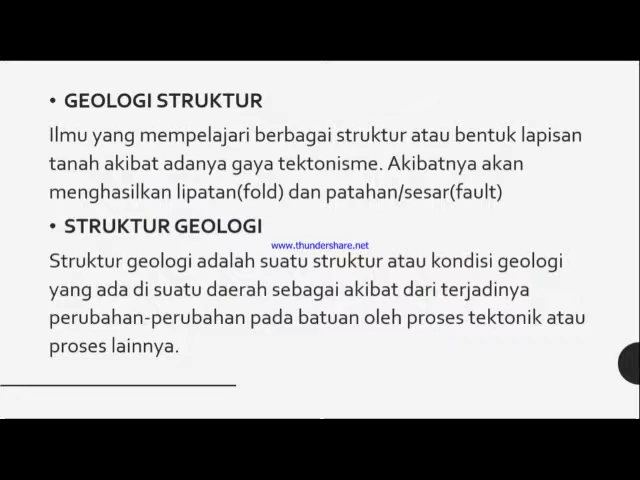 • GEOLOGI STRUKTUR
Ilmu yang mempelajari berbagai struktur atau bentuk lapisan
tanah akibat adanya gaya tektonisme. Akibatnya akan
menghasilkan lipatan(fold) dan patahan/sesar(fault)
• STRUKTUR GEOLOGI
www.thundershare.net
Struktur geologi adalah suatu struktur atau kondisi geologi
yang ada di suatu daerah sebagai akibat dari terjadinya
perubahan-perubahan pada batuan oleh proses tektonik atau
proses lainnya.